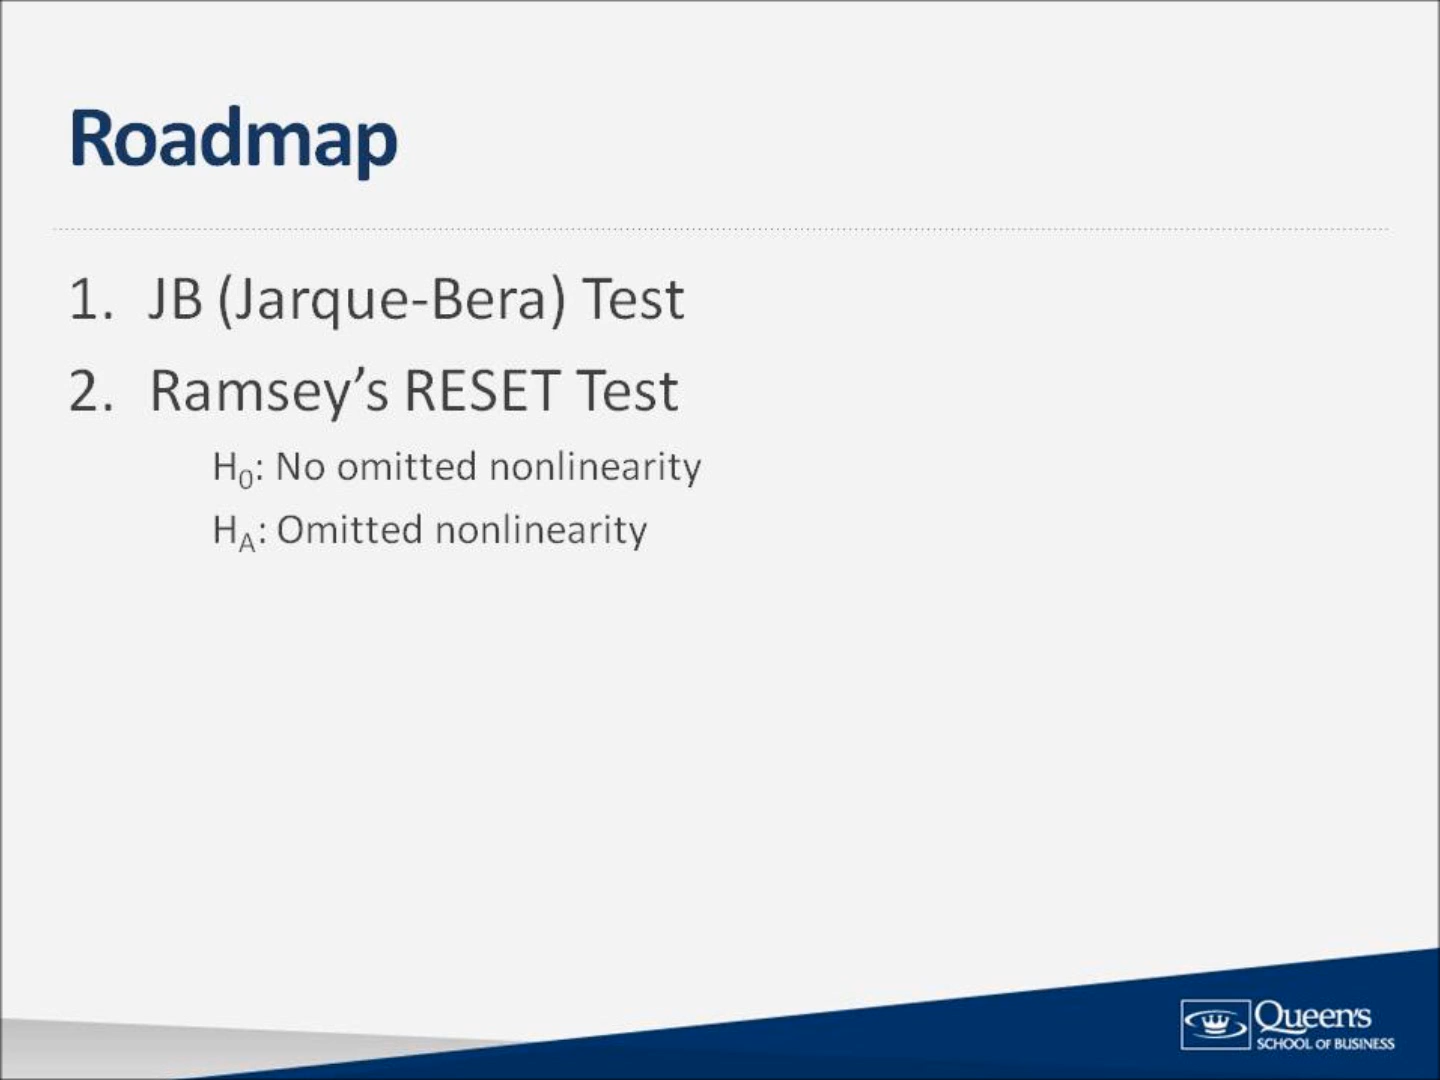 Roadmap
1. JB (Jarque-Bera) Test
2. Ramsey’s RESET Test
H0: No omitted nonlinearity
HA: Omitted nonlinearity
Queen's
SCHOOL OF BUSINESS